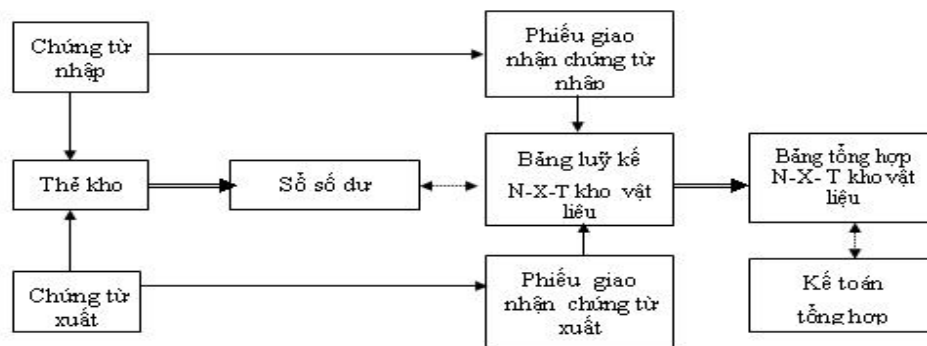 Chứng từ
nhập
Phiếu giao
nhận chứng từ
nhập
Thẻ kho
Sổ số dư
Bảng luỹ kế
N-X-T kho vật
liệu
Bảng tổng hợp
N-X- T kho vật
liệu
Chứng từ
xuất
Phiếu giao
nhận chứng từ
xuất
Kế toán
tổng hợp